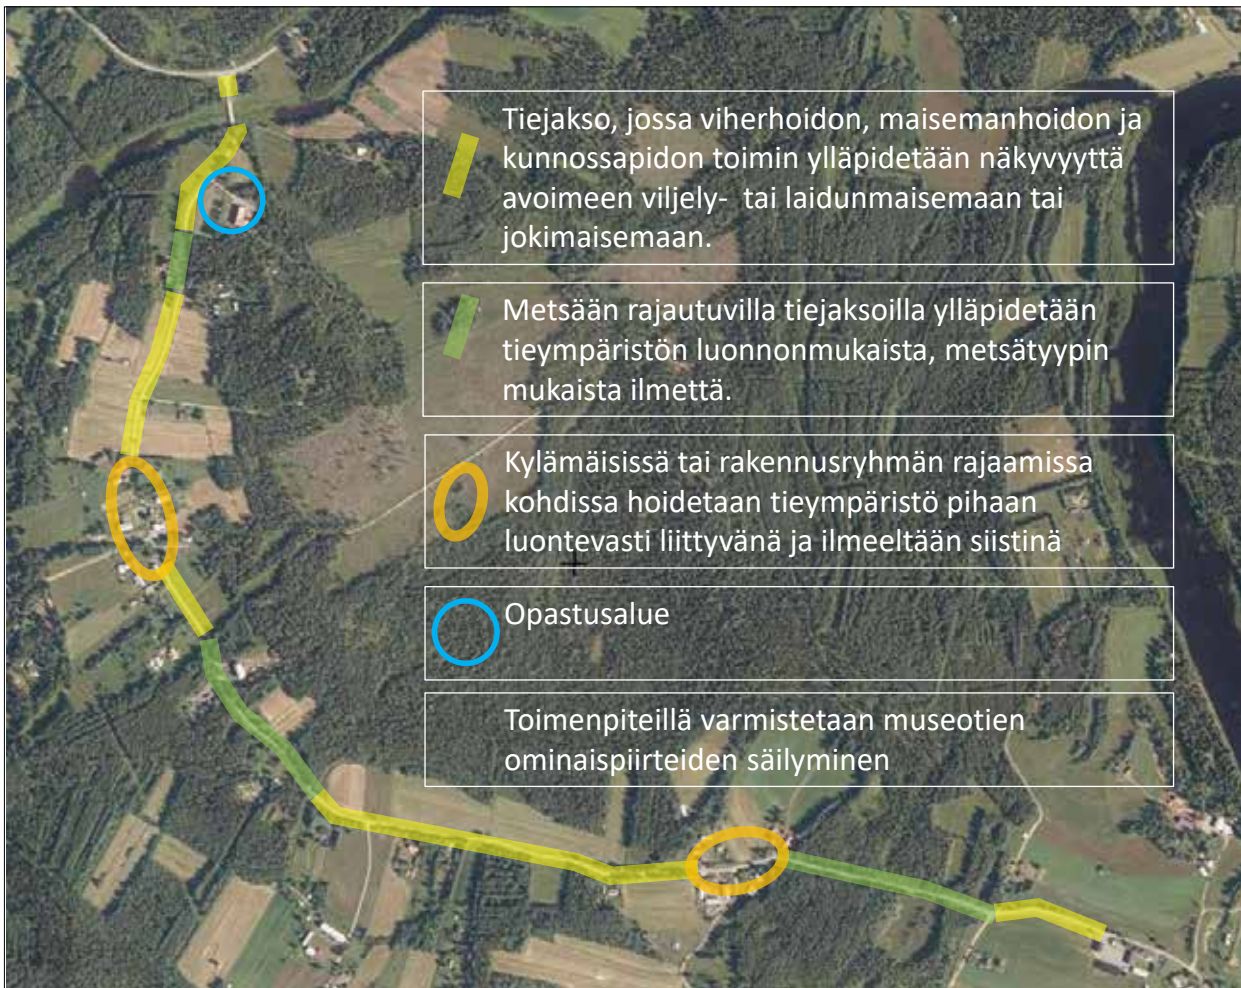 Tiejakso, jossa viherhoidon, maisemanhoidon ja
kunnossapidon toimin ylläpidetään näkyvyyttä
avoimeen viljely- tai laidunmaisemaan tai
jokimaisemaan.
Metsään rajautuvilla tiejaksoilla ylläpidetään
tieympäristön luonnonmukaista, metsätyypin
mukaista ilmettä.
Kylämäisissä tai rakennusryhmän rajaamissa
kohdissa hoidetaan tieympäristö pihaan
luontevasti liittyvänä ja ilmeeltään siistinä
Opastusalue
Toimenpiteillä varmistetaan museotien
ominaispiirteiden säilyminen